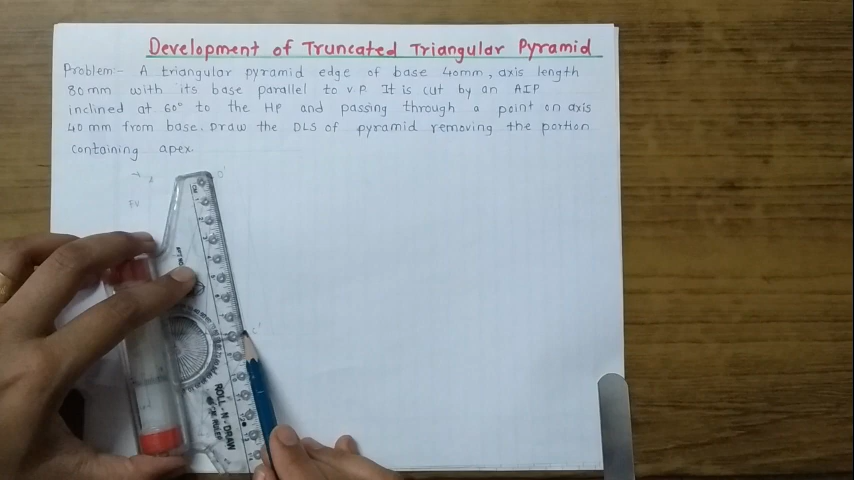 Development of Truncated Triangular Pyramid
Problem:- A triangular pyramid edge of base 40mm, axis length
80mm with its base parallel to V.P. It is cut by an AIP
inclined at 60° to the HP and passing through a point on axis
40mm from base. Draw the DLS of pyramid removing the portion
containing apex.
O'
FV
C'
CM
ROLL-N-DRAW